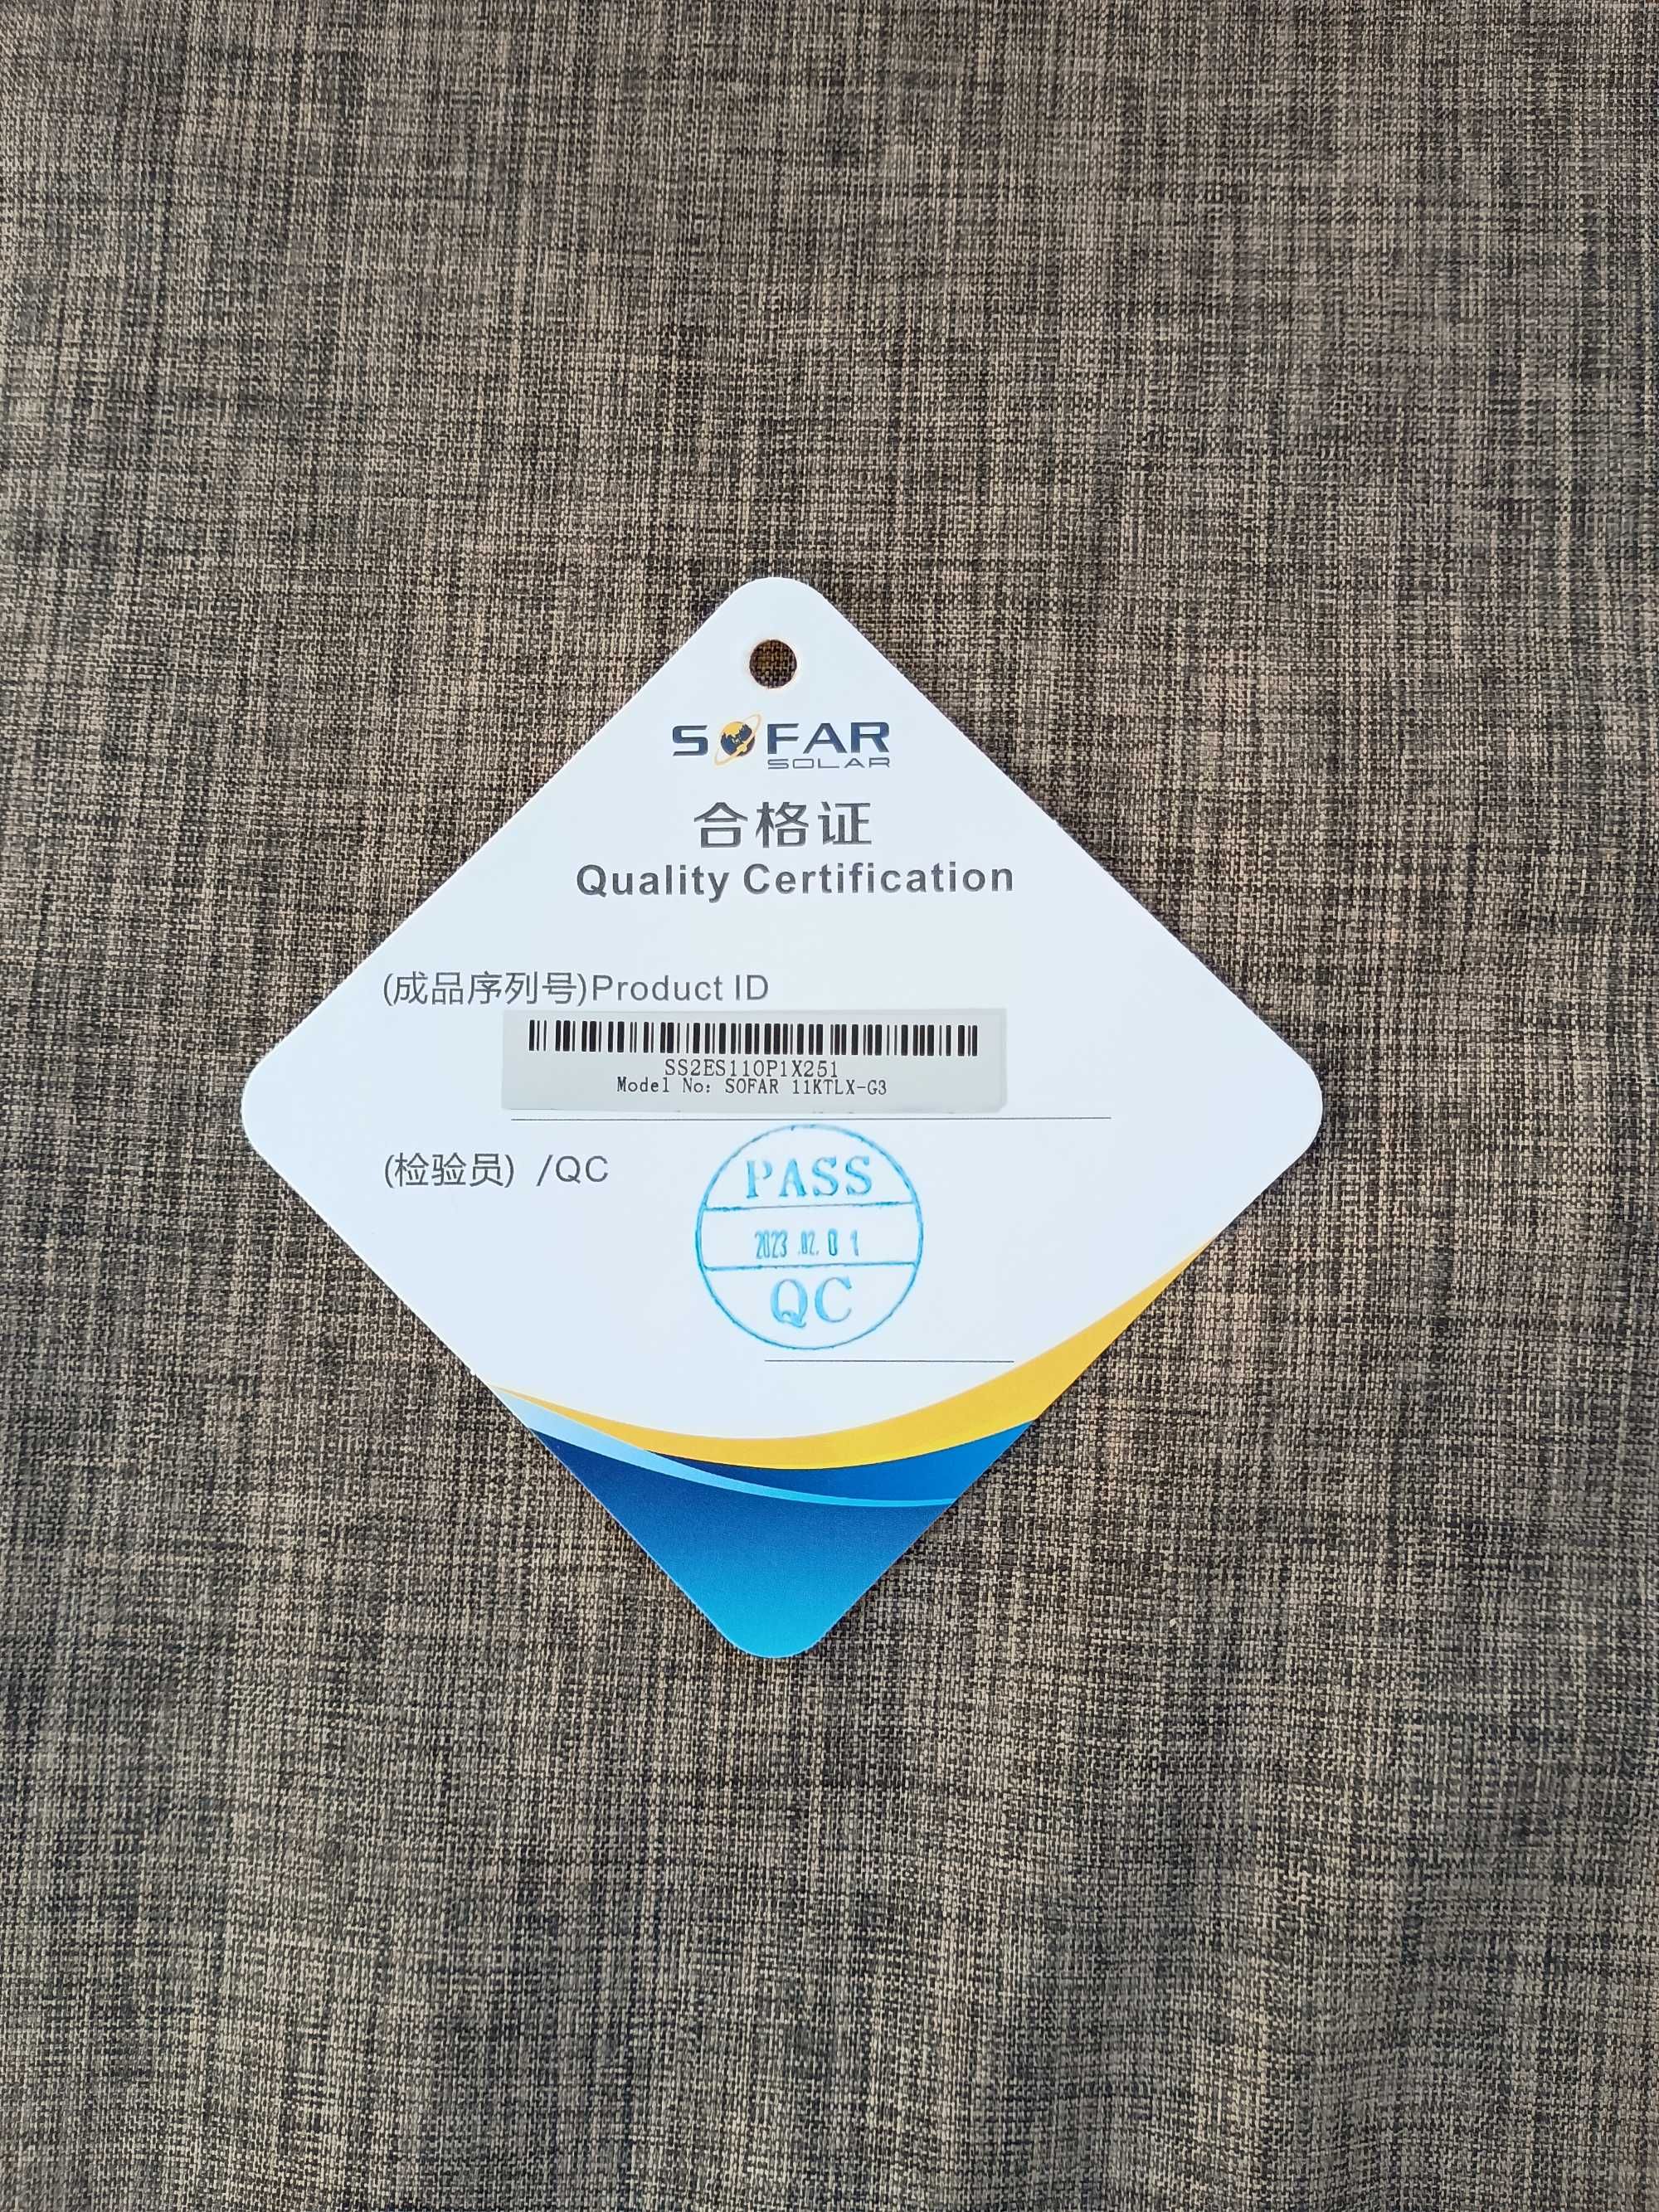 SOFAR
SOLAR
合格证
Quality Certification
(成品序列号)Product ID
SS2ES110P1X251
Model No: SOFAR 11KTLX-G3
(检验员) /QC
PASS
2023.02.01
QC